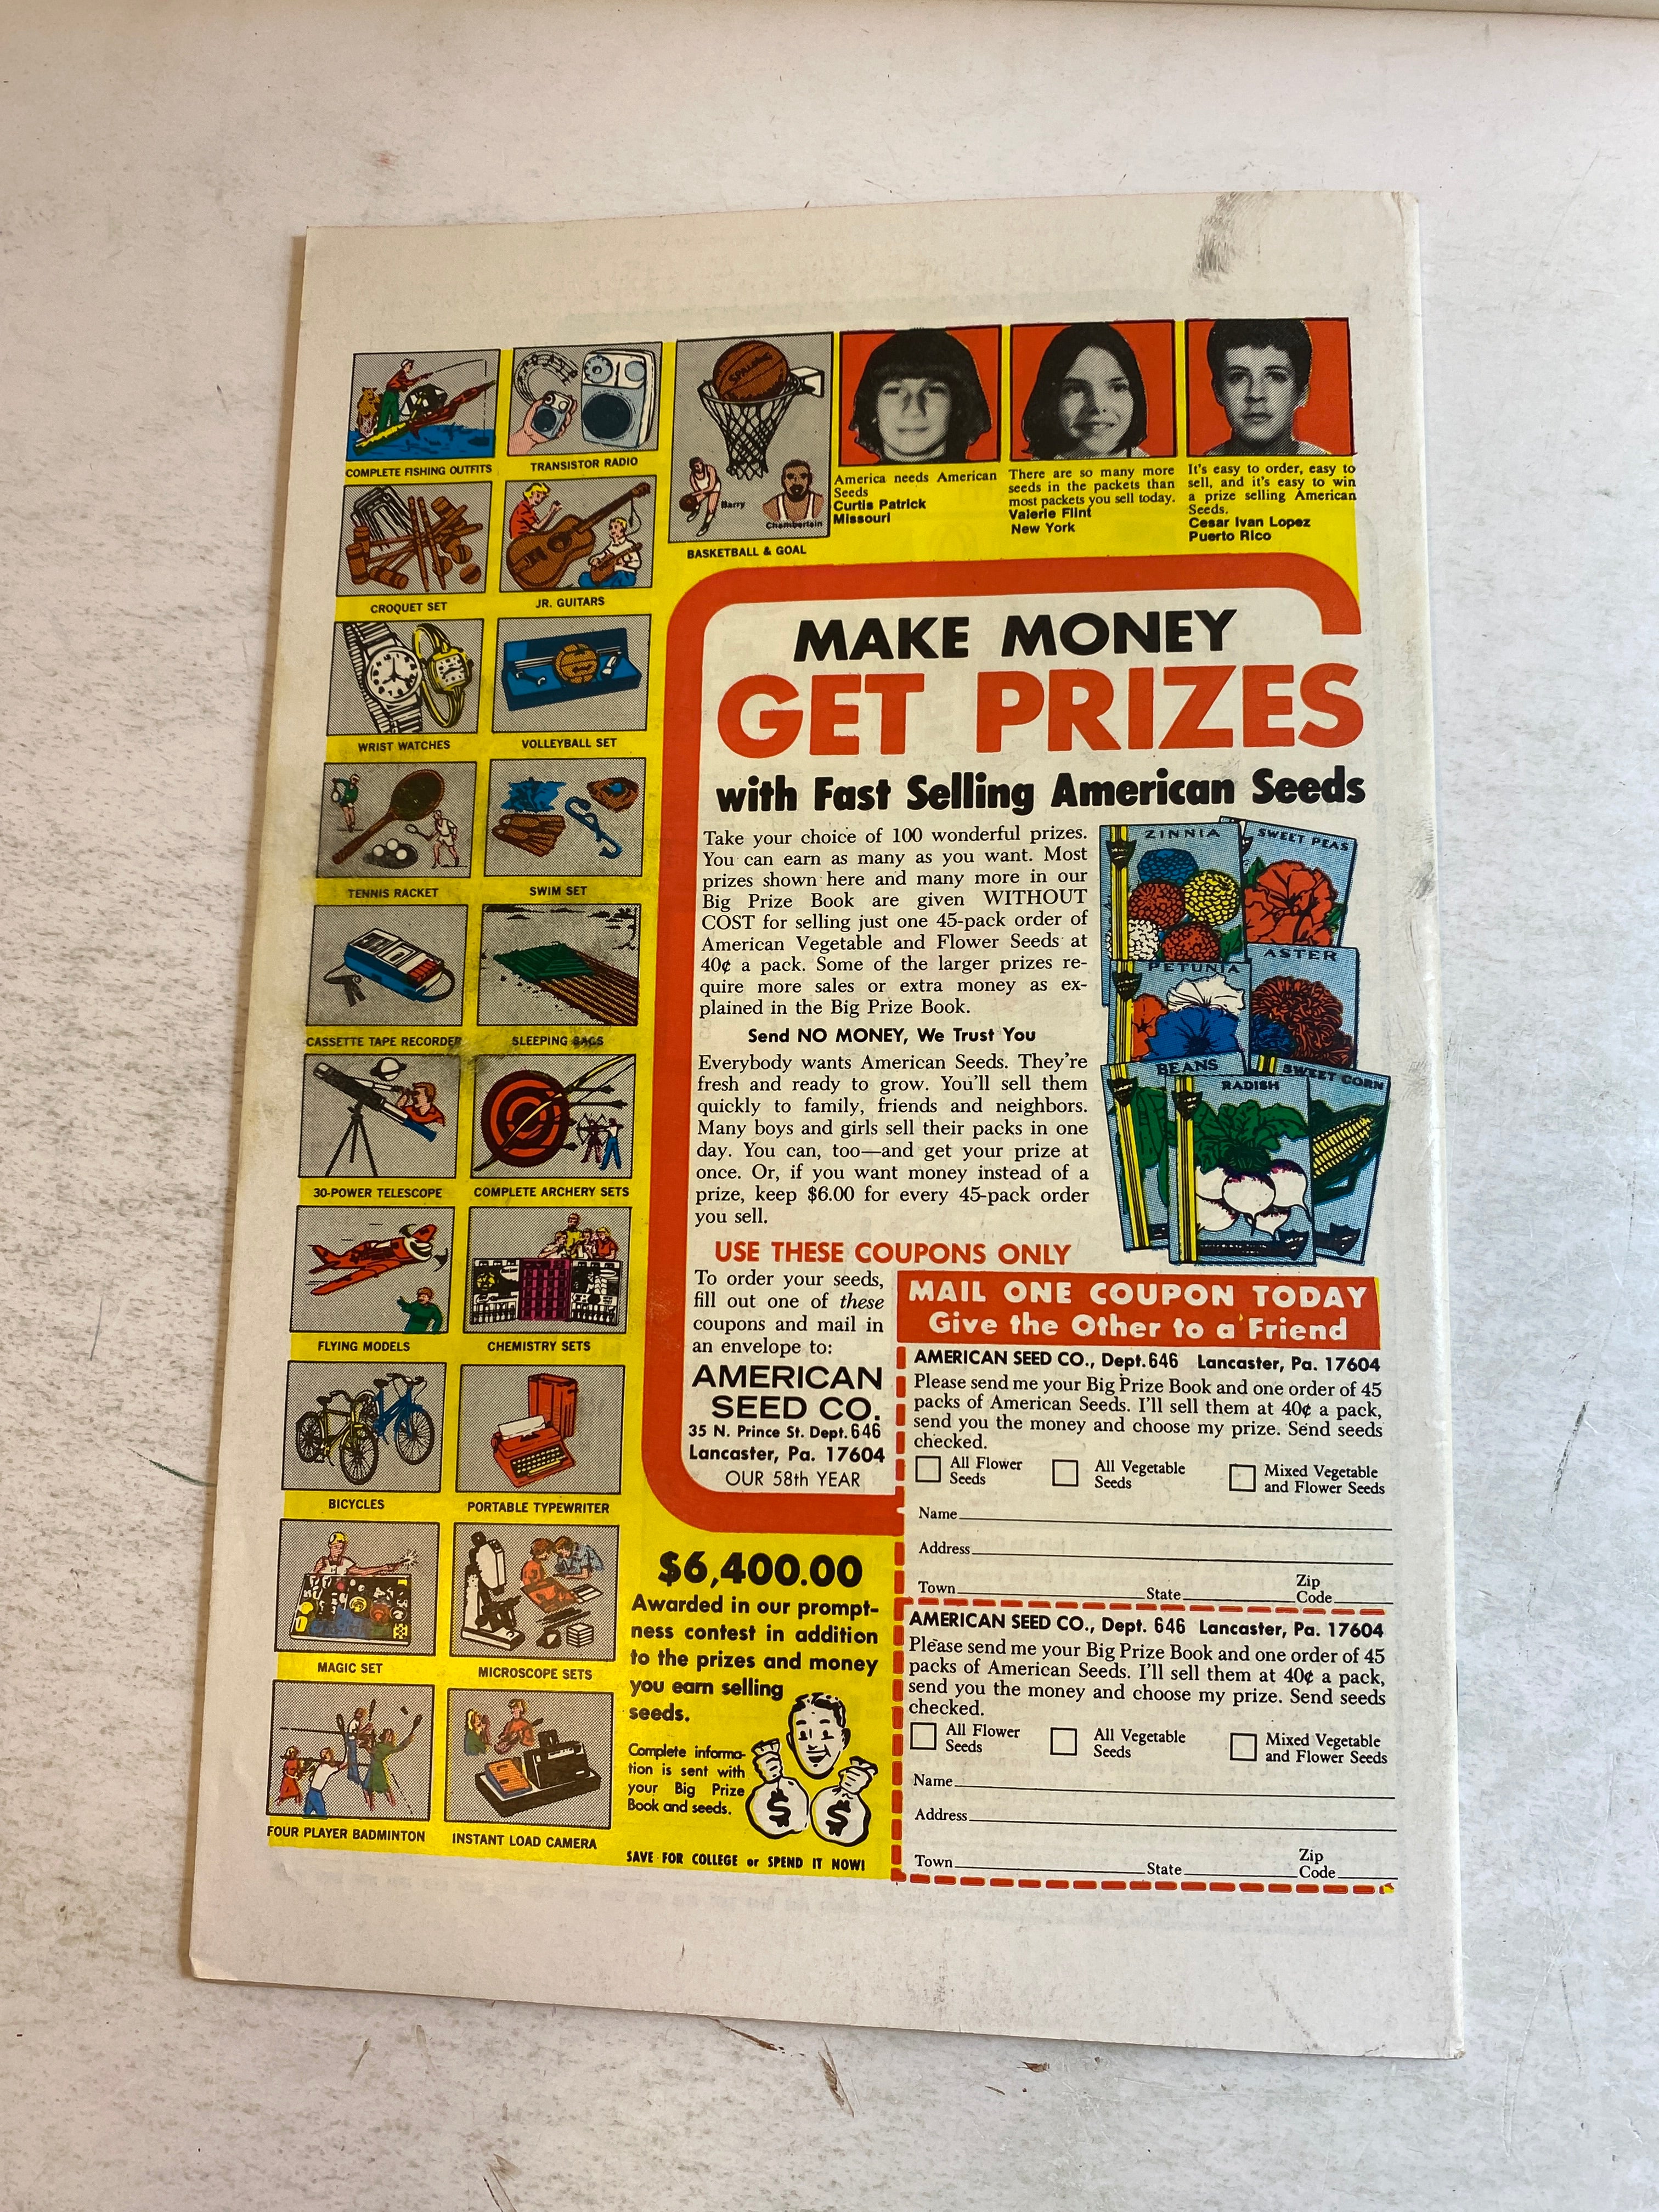 COMPLETE FISHING OUTFITS
TRANSISTOR RADIO
SPALDING
Barry
Chamberlain
BASKETBALL & GOAL
America needs American
Seeds
Curtis Patrick
Missouri
There are so many more
seeds in the packets than
most packets you sell today.
Valerie Flint
New York
It's easy to order, easy to
sell, and it's easy to win
a prize selling American
Seeds.
Cesar Ivan Lopez
Puerto Rico
CROQUET SET
JR. GUITARS
WRIST WATCHES
VOLLEYBALL SET
TENNIS RACKET
SWIM SET
CASSETTE TAPE RECORDER
SLEEPING BAGS
30-POWER TELESCOPE
COMPLETE ARCHERY SETS
FLYING MODELS
CHEMISTRY SETS
BICYCLES
PORTABLE TYPEWRITER
MAGIC SET
MICROSCOPE SETS
FOUR PLAYER BADMINTON
INSTANT LOAD CAMERA
MAKE MONEY
GET PRIZES
with Fast Selling American Seeds
Take your choice of 100 wonderful prizes.
You can earn as many as you want. Most
prizes shown here and many more in our
Big Prize Book are given WITHOUT
COST for selling just one 45-pack order of
American Vegetable and Flower Seeds at
40¢ a pack. Some of the larger prizes re-
quire more sales or extra money as ex-
plained in the Big Prize Book.
Send NO MONEY, We Trust You
Everybody wants American Seeds. They're
fresh and ready to grow. You'll sell them
quickly to family, friends and neighbors.
Many boys and girls sell their packs in one
day. You can, too—and get your prize at
once. Or, if you want money instead of a
prize, keep $6.00 for every 45-pack order
you sell.
ZINNIA
SWEET PEAS
PETUNIA
ASTER
BEANS
RADISH
SWEET CORN
USE THESE COUPONS ONLY
To order your seeds,
fill out one of these
coupons and mail in
an envelope to:
AMERICAN
SEED CO.
35 N. Prince St. Dept. 646
Lancaster, Pa. 17604
OUR 58th YEAR
$6,400.00
Awarded in our prompt-
ness contest in addition
to the prizes and money
you earn selling
seeds.
Complete informa-
tion is sent with
your Big Prize
Book and seeds.
$ $
SAVE FOR COLLEGE or SPEND IT NOW!
MAIL ONE COUPON TODAY
Give the Other to a Friend
AMERICAN SEED CO., Dept. 646 Lancaster, Pa. 17604
Please send me your Big Prize Book and one order of 45
packs of American Seeds. I'll sell them at 40¢ a pack,
send you the money and choose my prize. Send seeds
checked.
All Flower Seeds
All Vegetable Seeds
Mixed Vegetable and Flower Seeds
Name
Address
Town State Zip Code
AMERICAN SEED CO., Dept. 646 Lancaster, Pa. 17604
Please send me your Big Prize Book and one order of 45
packs of American Seeds. I'll sell them at 40¢ a pack,
send you the money and choose my prize. Send seeds
checked.
All Flower Seeds
All Vegetable Seeds
Mixed Vegetable and Flower Seeds
Name
Address
Town State Zip Code